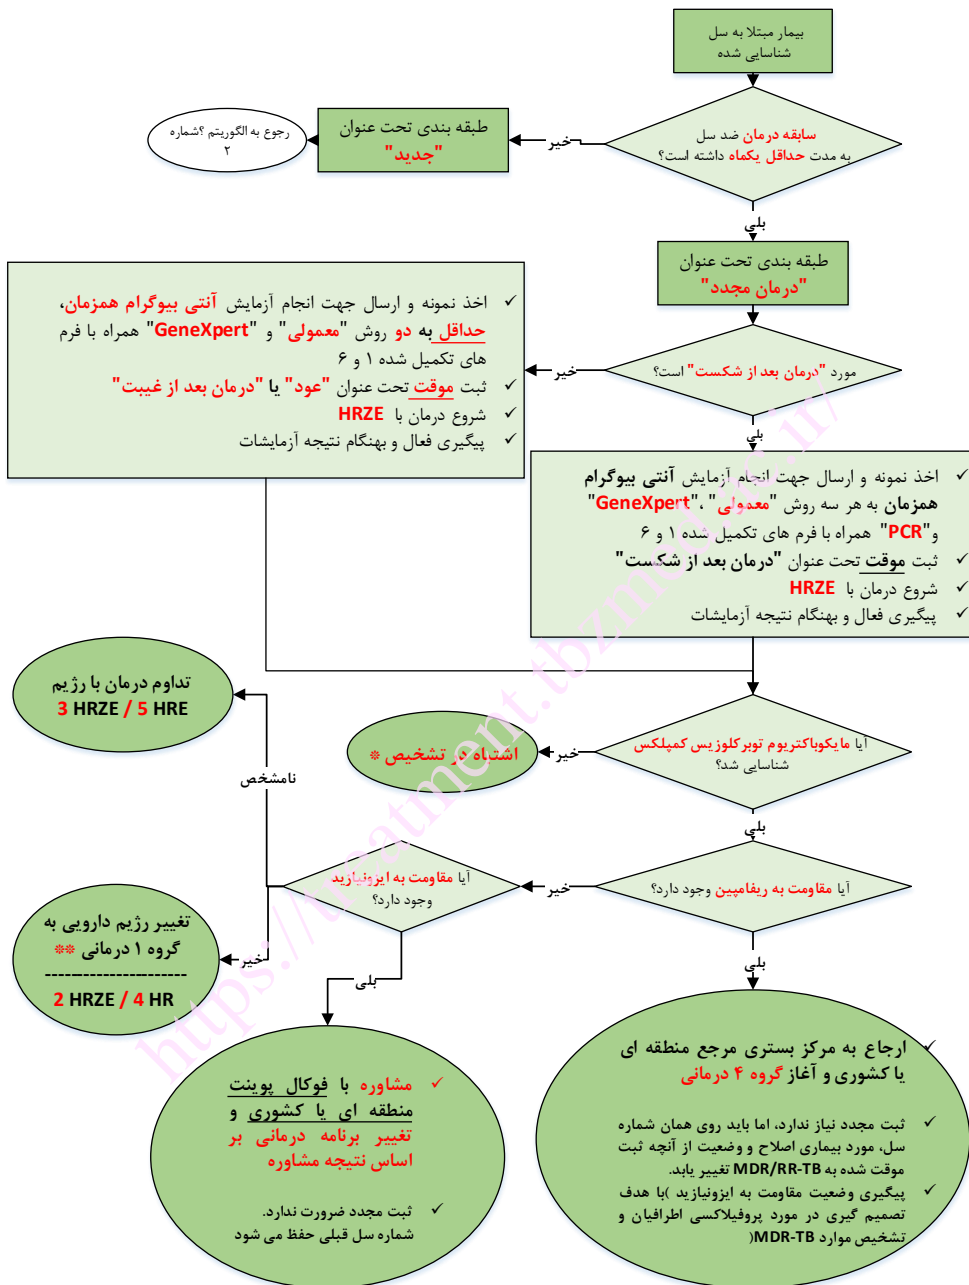 بیمار مبتلا به سل
شناسایی شده
سابقه درمان ضد سل
به مدت حداقل یکماه داشته است؟
خیر
طبقه بندی تحت عنوان
"جدید"
رجوع به الگوریتم ؟شماره
۲
بلی
طبقه بندی تحت عنوان
"درمان مجدد"
مورد "درمان بعد از شکست" است؟
خیر
✓ اخذ نمونه و ارسال جهت انجام آزمایش آنتی بیوگرام همزمان،
حداقل به دو روش "معمولی" و "GeneXpert" همراه با فرم
های تکمیل شده ۱ و ۶
✓ ثبت موقت تحت عنوان "عود" یا "درمان بعد از غیبت"
✓ شروع درمان با HRZE
✓ پیگیری فعال و بهنگام نتیجه آزمایشات
بلی
✓ اخذ نمونه و ارسال جهت انجام آزمایش آنتی بیوگرام
همزمان به هر سه روش "معمولی" ، "GeneXpert"
و"PCR" همراه با فرم های تکمیل شده ۱ و ۶
✓ ثبت موقت تحت عنوان "درمان بعد از شکست"
✓ شروع درمان با HRZE
✓ پیگیری فعال و بهنگام نتیجه آزمایشات
آیا مایکوباکتریوم توبرکلوزیس کمپلکس
شناسایی شد؟
خیر
اشتباه در تشخیص *
بلی
آیا مقاومت به ریفامپین وجود دارد؟
خیر
آیا مقاومت به ایزونیازید
وجود دارد؟
نامشخص
تداوم درمان با رژیم
3 HRZE / 5 HRE
خیر
تغییر رژیم دارویی به
گروه ۱ درمانی **
----------------------
2 HRZE / 4 HR
بلی
✓ مشاوره با فوکال پوینت
منطقه ای یا کشوری و
تغییر برنامه درمانی بر
اساس نتیجه مشاوره
✓ ثبت مجدد ضرورت ندارد.
شماره سل قبلی حفظ می شود
بلی
✓ ارجاع به مرکز بستری مرجع منطقه ای
یا کشوری و آغاز گروه ۴ درمانی
✓ ثبت مجدد نیاز ندارد، اما باید روی همان شماره
سل، مورد بیماری اصلاح و وضعیت از آنچه ثبت
موقت شده به MDR/RR-TB تغییر یابد.
✓ پیگیری وضعیت مقاومت به ایزونیازید )با هدف
تصمیم گیری در مورد پروفیلاکسی اطرافیان و
تشخیص موارد MDR-TB(
https://treatment.tbzmed.ac.ir/